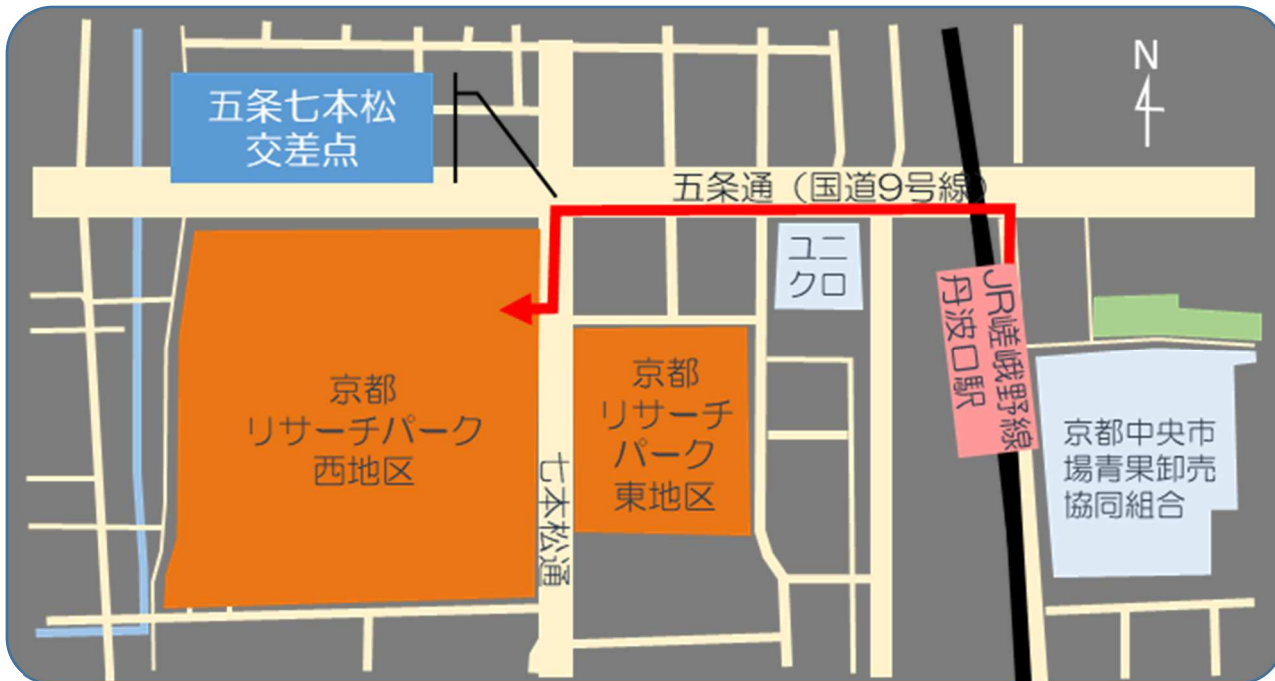 N
五条七本松
交差点
五条通（国道9号線）
ユニ
クロ
JR嵯峨野線
丹波口駅
京都
リサーチパーク
西地区
京都
リサーチ
パーク
東地区
七本松通
京都中央市
場青果卸売
協同組合